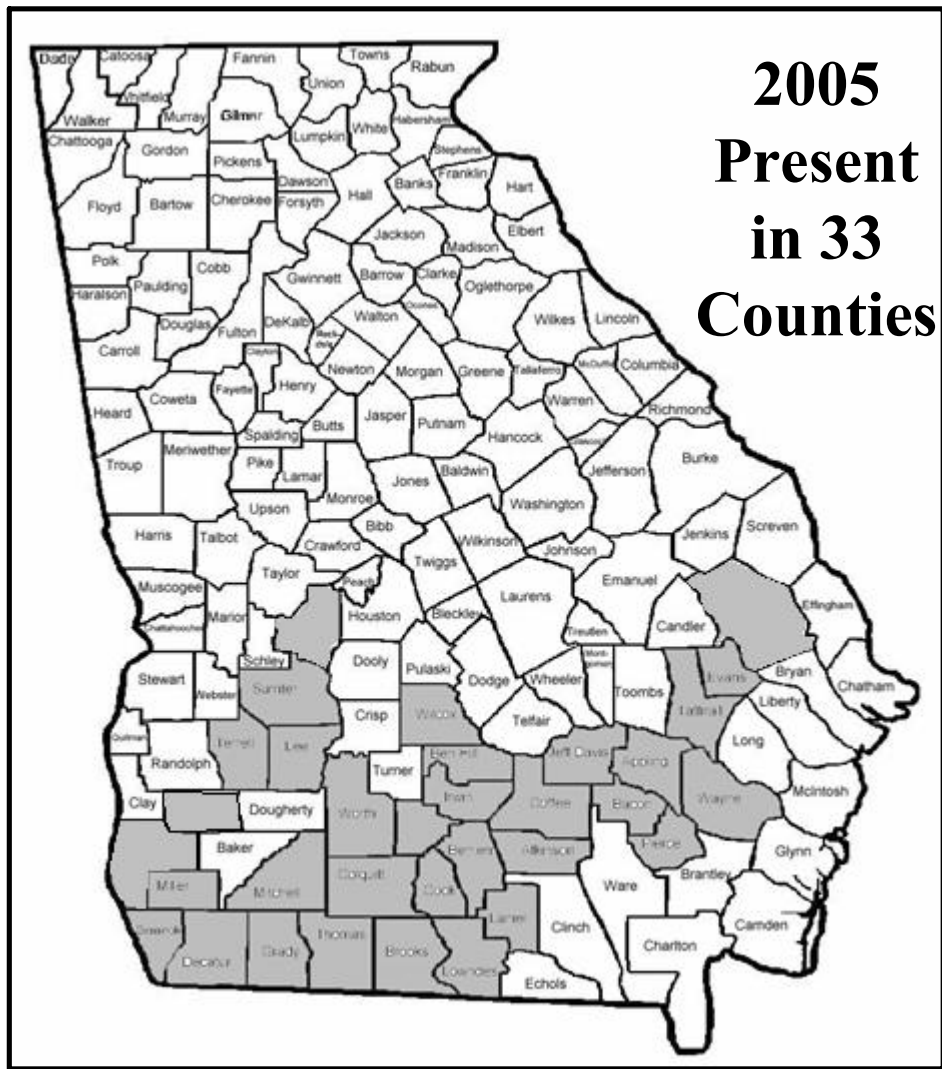 2005
Present
in 33
Counties
Dade
Catoosa
Fannin
Towns
Rabun
Union
Whitfield
Murray
Walker
Gilmer
Lumpkin
White
Habersham
Chattooga
Gordon
Pickens
Stephens
Dawson
Banks
Franklin
Hart
Floyd
Bartow
Cherokee
Forsyth
Hall
Jackson
Madison
Elbert
Polk
Cobb
Gwinnett
Barrow
Clarke
Oglethorpe
Haralson
Paulding
Walton
Oconee
Wilkes
Lincoln
Douglas
Fulton
DeKalb
Carroll
Clayton
Newton
Morgan
Greene
Taliaferro
McDuffie
Columbia
Heard
Coweta
Fayette
Henry
Jasper
Putnam
Warren
Richmond
Spalding
Butts
Hancock
Troup
Meriwether
Pike
Lamar
Monroe
Jones
Baldwin
Jefferson
Burke
Upson
Washington
Harris
Talbot
Crawford
Bibb
Wilkinson
Johnson
Jenkins
Screven
Taylor
Peach
Twiggs
Muscogee
Marion
Houston
Bleckley
Laurens
Emanuel
Candler
Effingham
Treutlen
Schley
Dooly
Pulaski
Dodge
Wheeler
Toombs
Evans
Bryan
Chatham
Stewart
Webster
Sumter
Crisp
Wilcox
Telfair
Tattnall
Liberty
Quitman
Randolph
Terrell
Lee
Turner
Ben Hill
Jeff Davis
Appling
Long
Clay
Dougherty
Worth
Irwin
Coffee
Bacon
Wayne
McIntosh
Baker
Berrien
Atkinson
Pierce
Glynn
Miller
Mitchell
Colquitt
Cook
Ware
Brantley
Lanier
Clinch
Camden
Decatur
Grady
Thomas
Brooks
Lowndes
Echols
Charlton